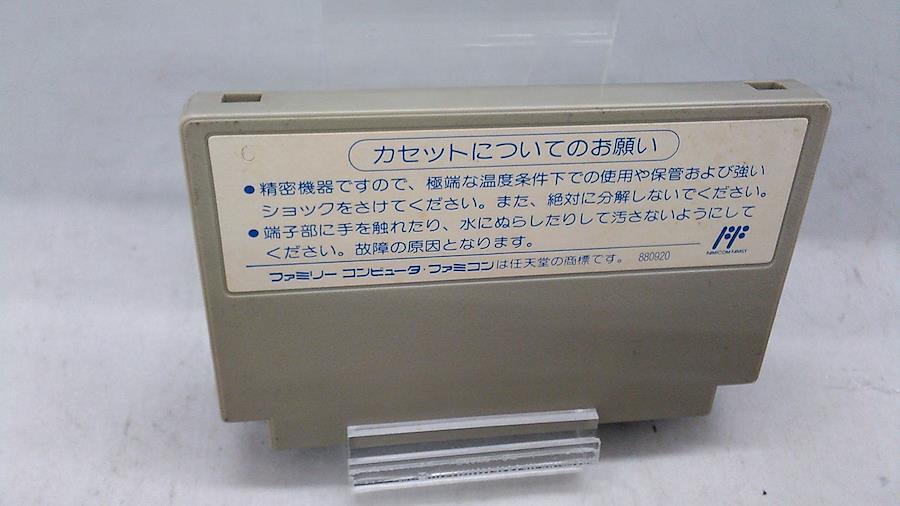 C
カセットについてのお願い
●精密機器ですので、極端な温度条件下での使用や保管および強い
ショックをさけてください。また、絶対に分解しないでください。
●端子部に手を触れたり、水にぬらしたりして汚さないようにして
ください。故障の原因となります。
FAMICOM FAMILY
ファミリー コンピュータ・ファミコンは任天堂の商標です。 880920